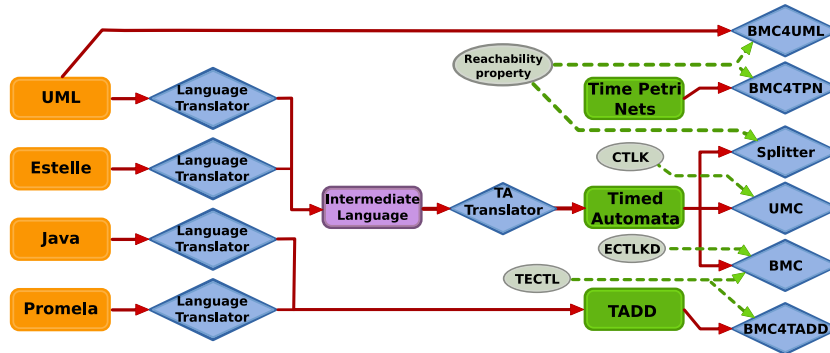 BMC4UML
Reachability
property
UML
Language
Translator
Time Petri
Nets
BMC4TPN
Estelle
Language
Translator
CTLK
Splitter
Intermediate
Language
TA
Translator
Timed
Automata
UMC
Java
Language
Translator
ECTLKD
BMC
TECTL
Promela
Language
Translator
TADD
BMC4TADD